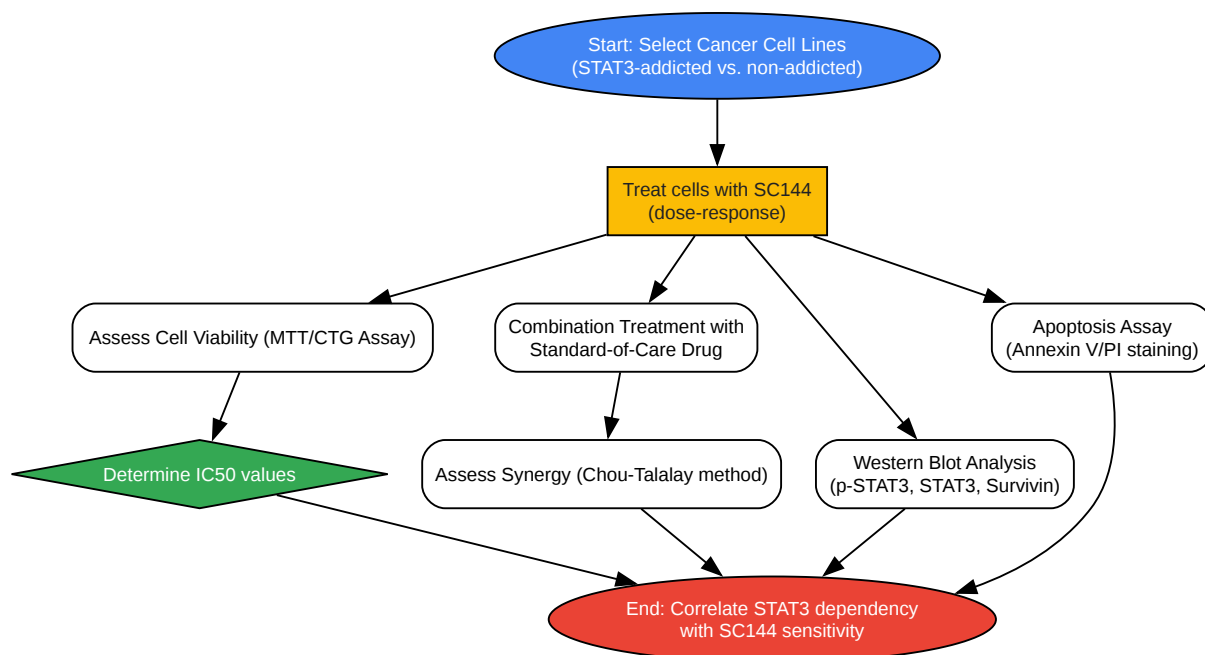 Start: Select Cancer Cell Lines
(STAT3-addicted vs. non-addicted)
Treat cells with SC144
(dose-response)
Assess Cell Viability (MTT/CTG Assay)
Combination Treatment with
Standard-of-Care Drug
Apoptosis Assay
(Annexin V/PI staining)
Determine IC50 values
Assess Synergy (Chou-Talalay method)
Western Blot Analysis
(p-STAT3, STAT3, Survivin)
End: Correlate STAT3 dependency
with SC144 sensitivity